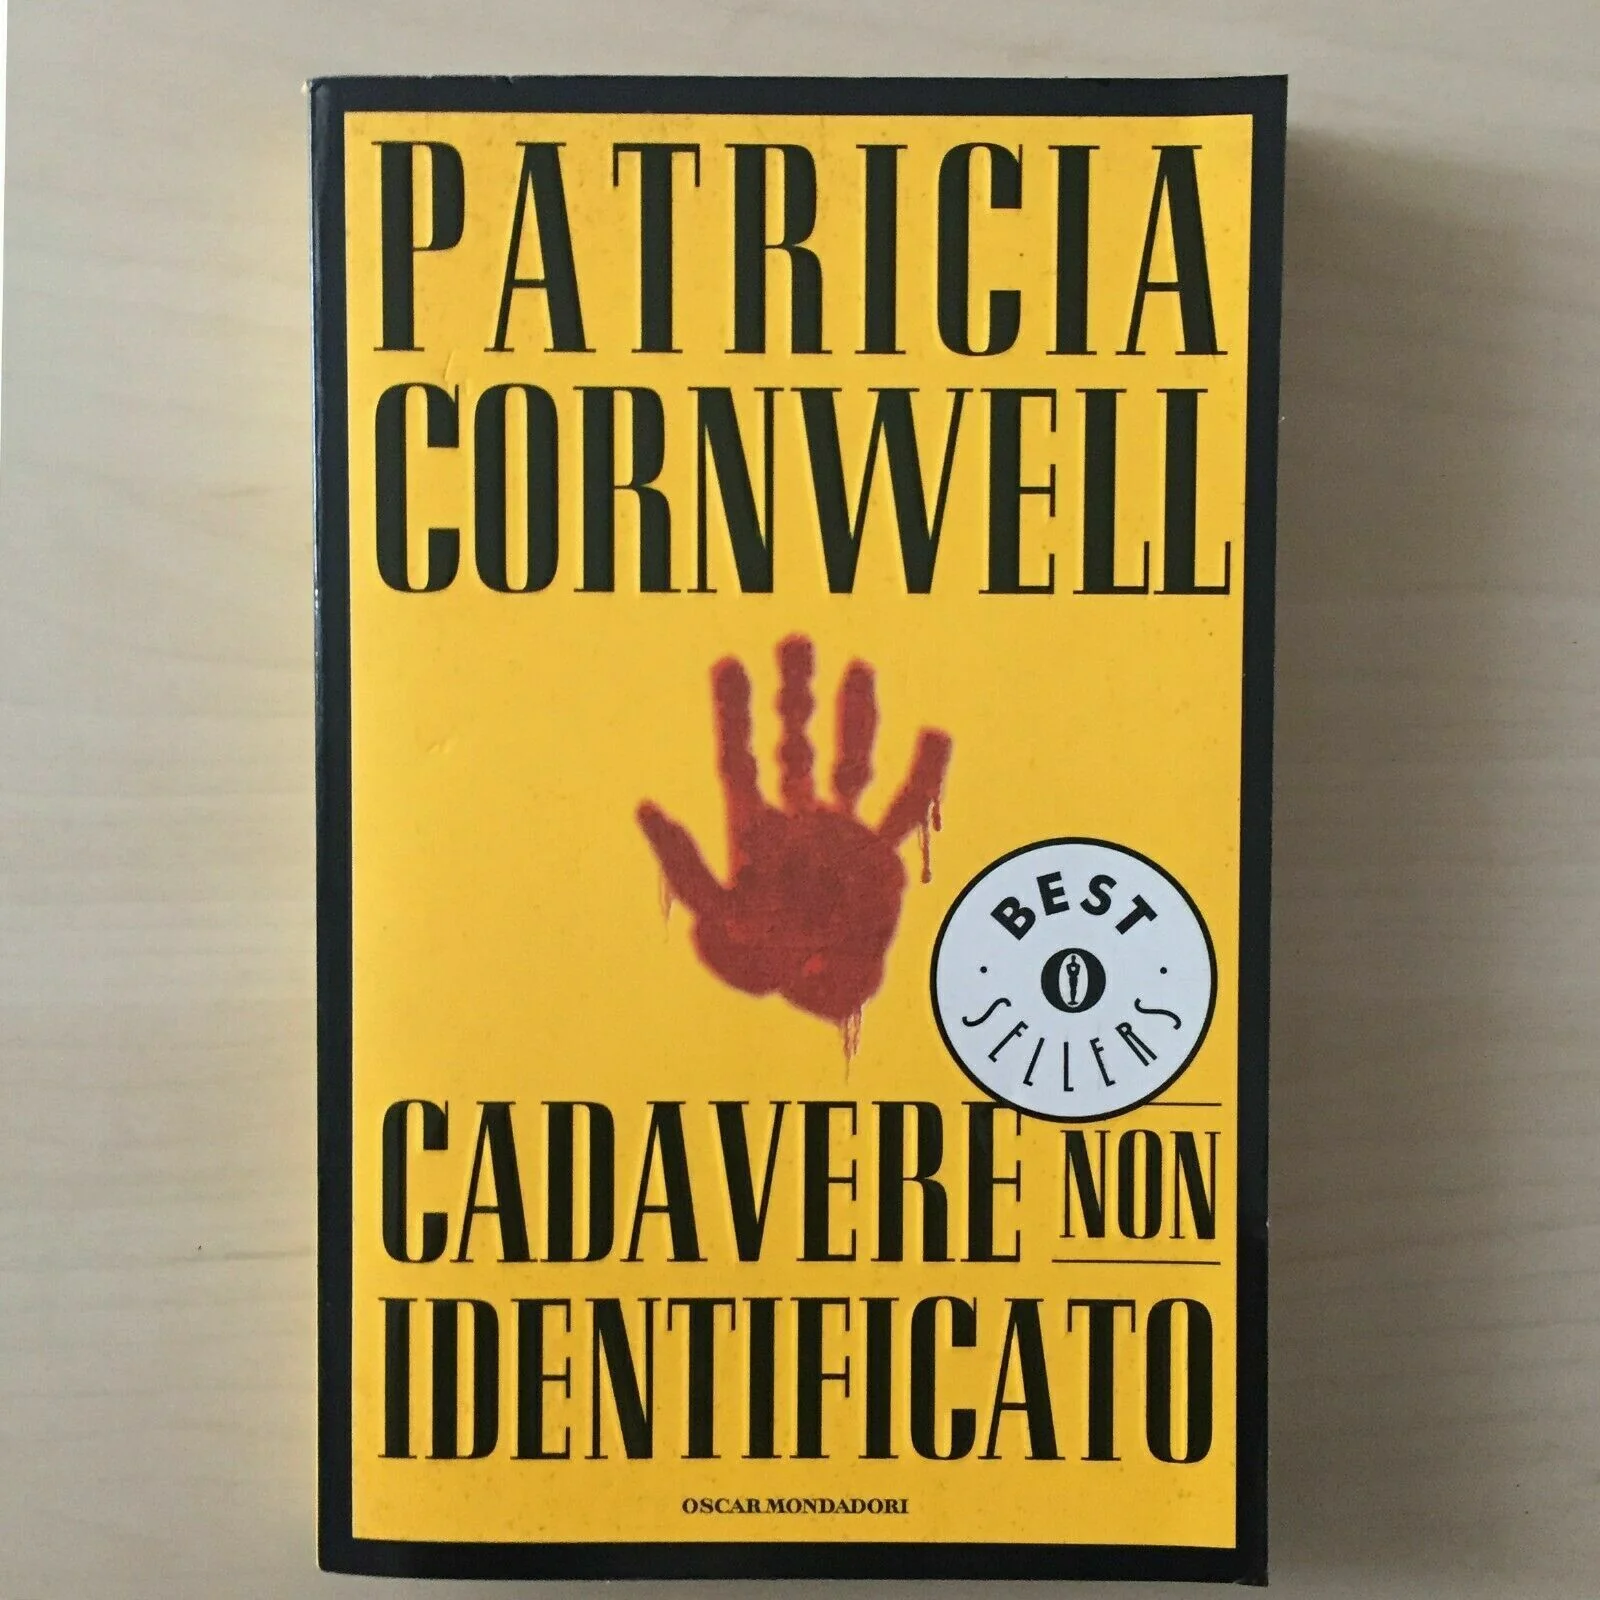 PATRICIA
CORNWELL
BEST
O
SELLERS
CADAVERE NON
IDENTIFICATO
OSCAR MONDADORI